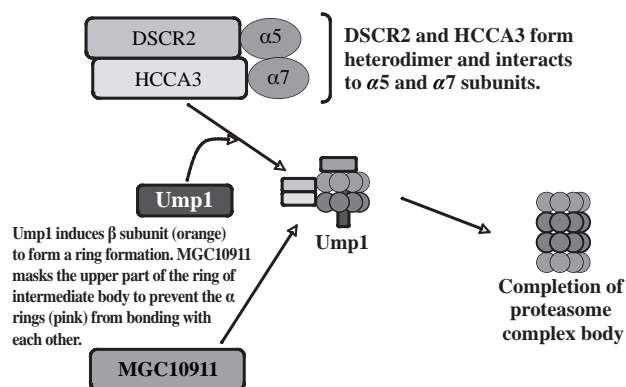 DSCR2
α5
HCCA3
α7
DSCR2 and HCCA3 form
heterodimer and interacts
to α5 and α7 subunits.
Ump1
Ump1 induces β subunit (orange)
to form a ring formation. MGC10911
masks the upper part of the ring of
intermediate body to prevent the α
rings (pink) from bonding with
each other.
MGC10911
Ump1
Completion of
proteasome
complex body